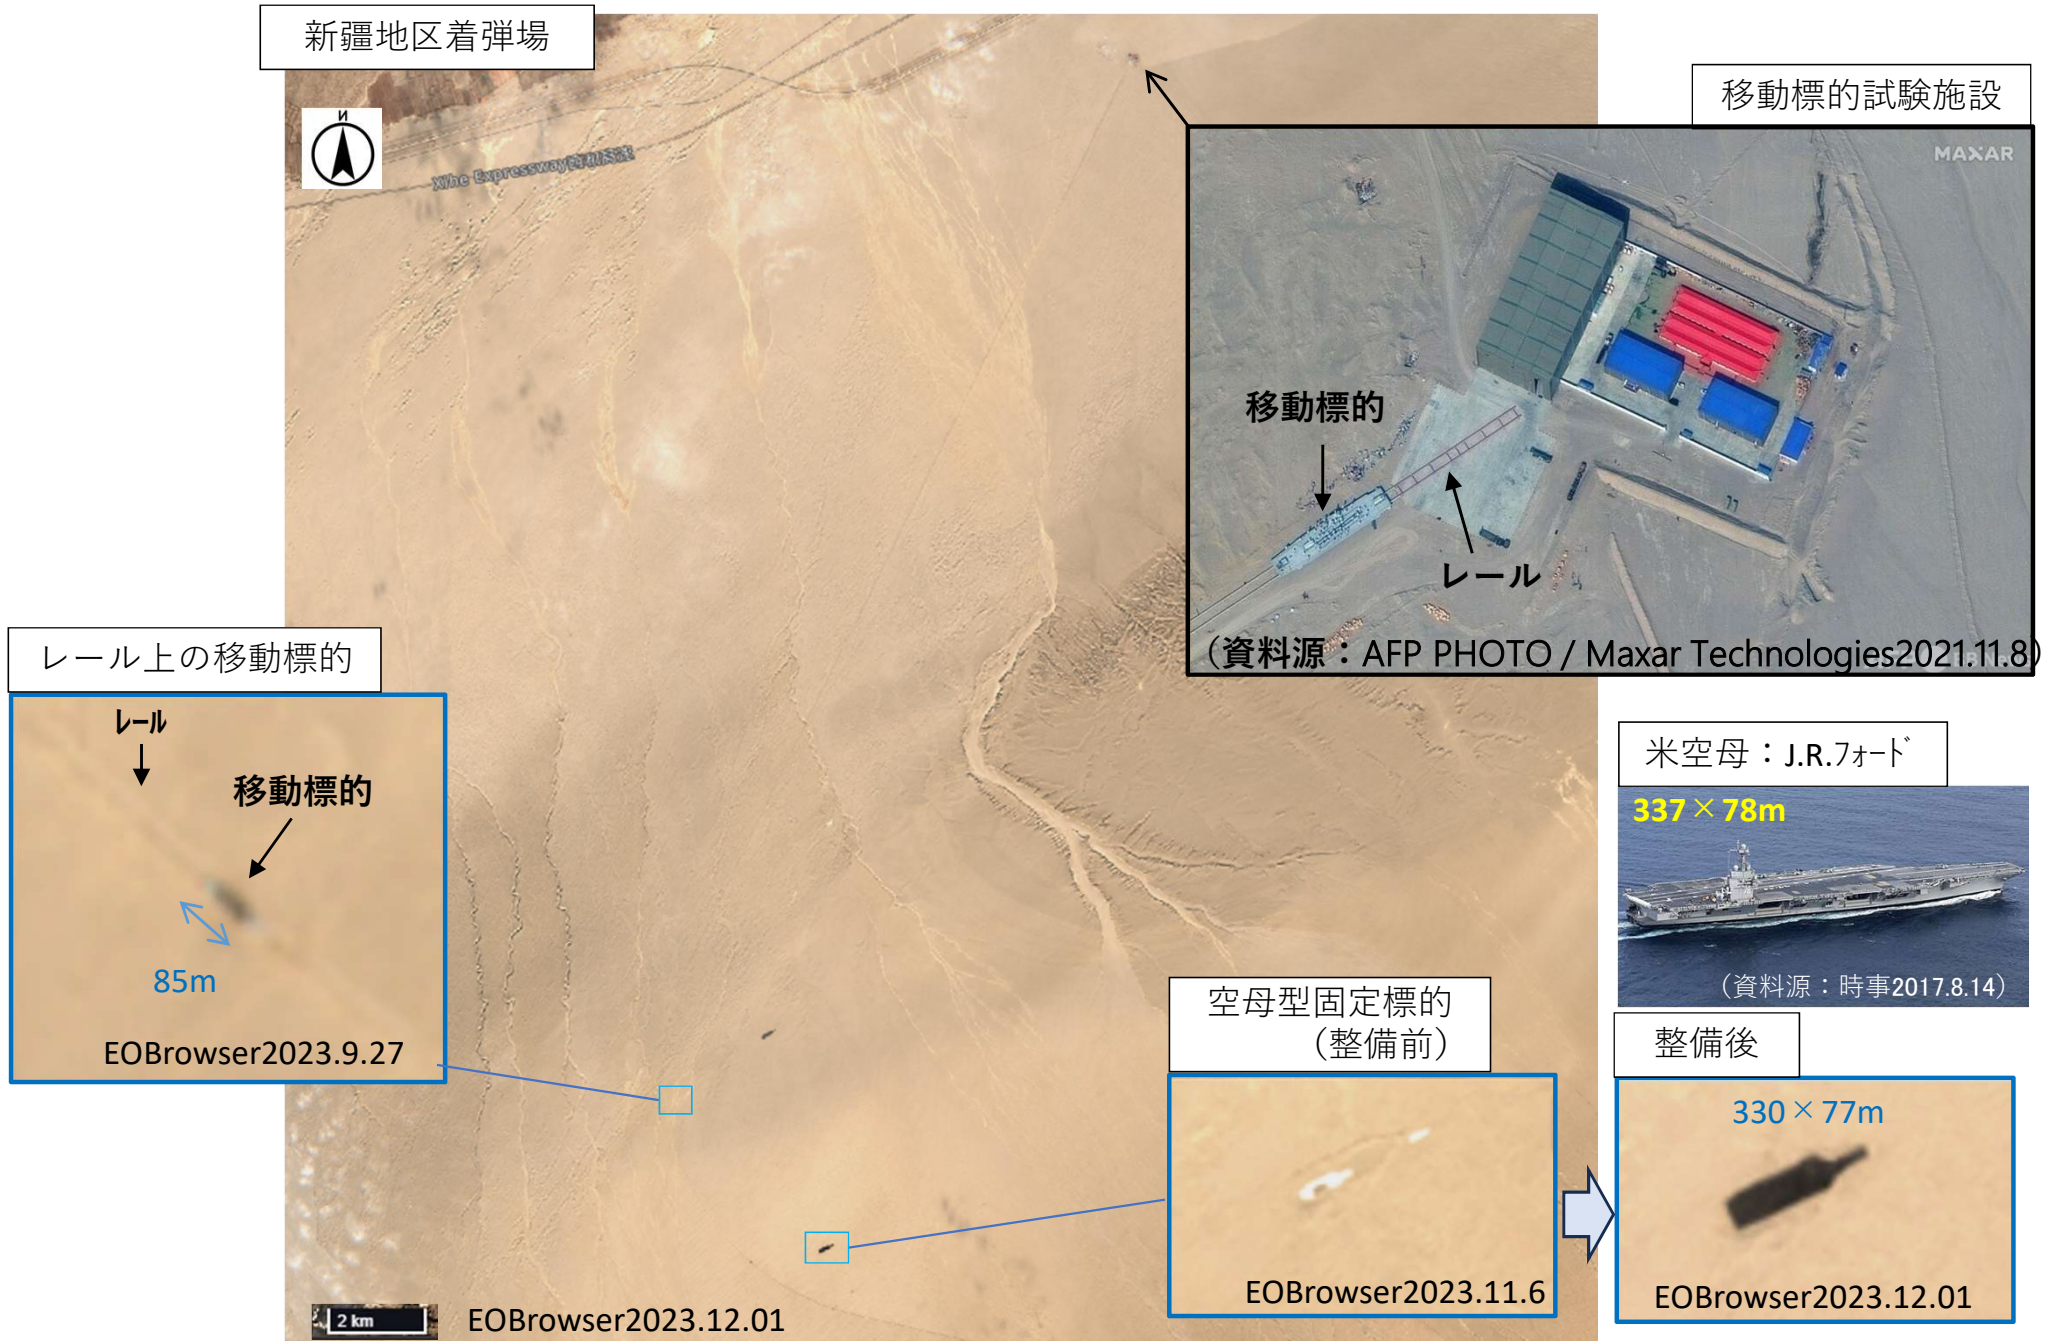 新疆地区着弾場
移動標的試験施設
И
Xihe Expressway
MAXAR
移動標的
レール
（資料源：AFP PHOTO / Maxar Technologies2021.11.8）
レール上の移動標的
レール
移動標的
85m
EOBrowser2023.9.27
米空母：J.R.フォード
337×78m
（資料源：時事2017.8.14）
空母型固定標的
（整備前）
EOBrowser2023.11.6
整備後
330×77m
EOBrowser2023.12.01
2 km
EOBrowser2023.12.01